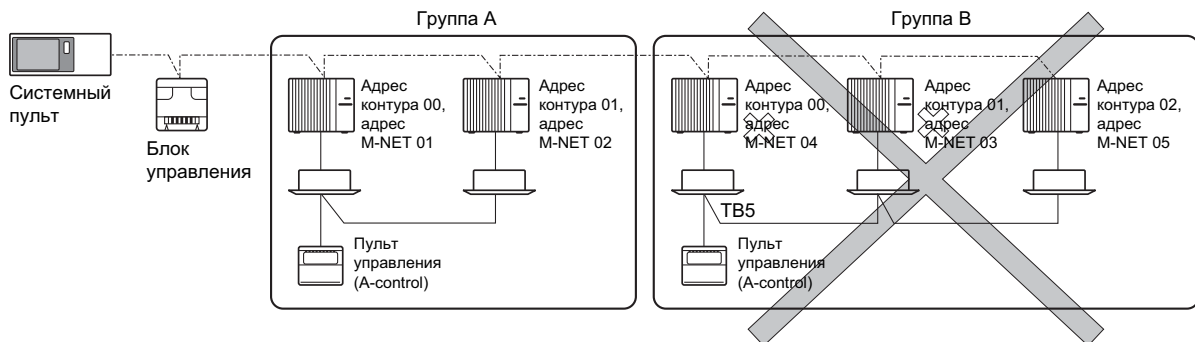 Группа A
Группа B
Системный
пульт
Блок
управления
Адрес
контура 00,
адрес
M-NET 01
Адрес
контура 01,
адрес
M-NET 02
Пульт
управления
(A-control)
Адрес
контура 00,
адрес
M-NET 04
Адрес
контура 01,
адрес
M-NET 03
Адрес
контура 02,
адрес
M-NET 05
TB5
Пульт
управления
(A-control)